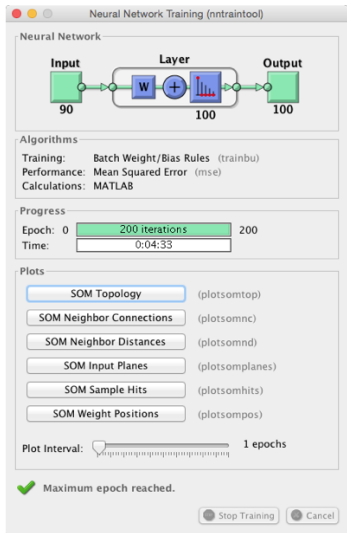 Neural Network Training (nntraintool)
Neural Network
Input
Layer
Output
W
+
90
100
100
Algorithms
Training: Batch Weight/Bias Rules (trainbu)
Performance: Mean Squared Error (mse)
Calculations: MATLAB
Progress
Epoch: 0 200 iterations 200
Time: 0:04:33
Plots
SOM Topology (plotsomtop)
SOM Neighbor Connections (plotsomnc)
SOM Neighbor Distances (plotsomnd)
SOM Input Planes (plotsomplanes)
SOM Sample Hits (plotsomhits)
SOM Weight Positions (plotsompos)
Plot Interval: 1 epochs
Maximum epoch reached.
Stop Training Cancel